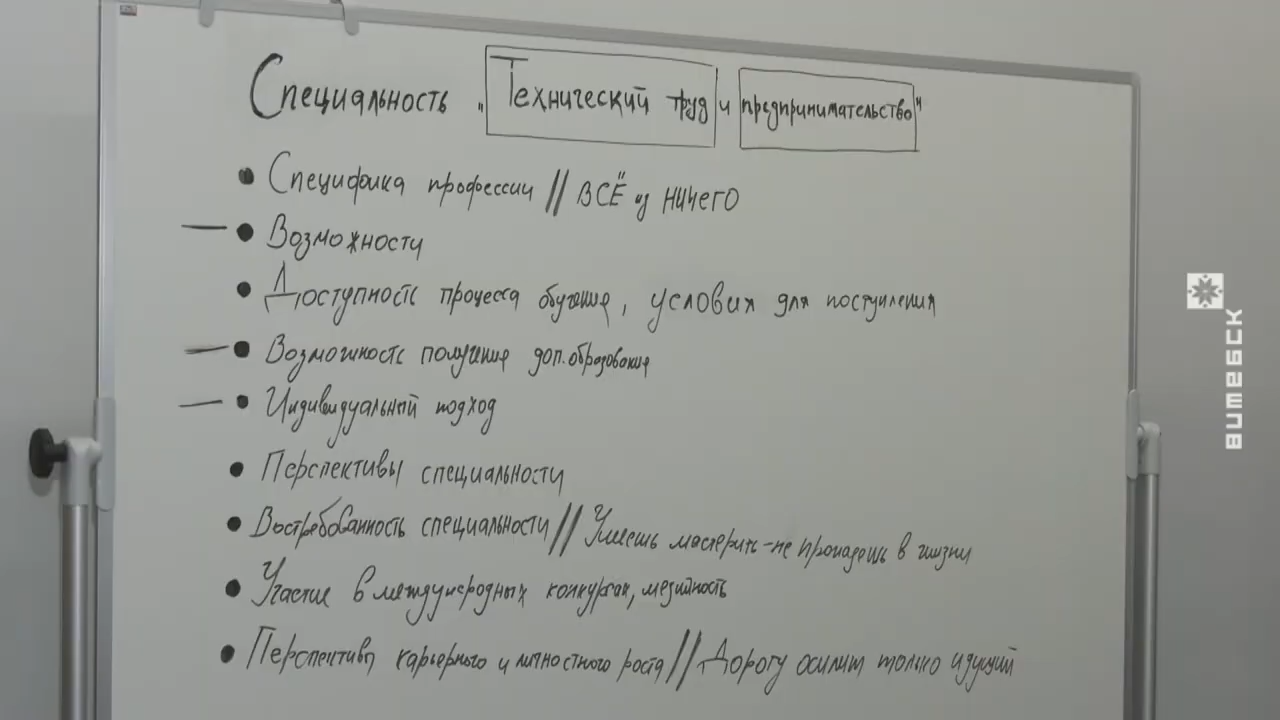 Специальность "Технический труд и предпринимательство"
• Специфика профессии // ВСЁ из НИЧЕГО
— • Возможности
• Доступность процесса обучения, условия для поступления
— • Возможность получения доп. образования
— • Индивидуальный подход
• Перспективы специальности
• Востребованность специальности // Умеешь мастерить - не пропадешь в жизни
• Участие в международных конкурсах, медийность
• Перспективы карьерного и личностного роста // Дорогу осилит только идущий
ВИТЕБСК